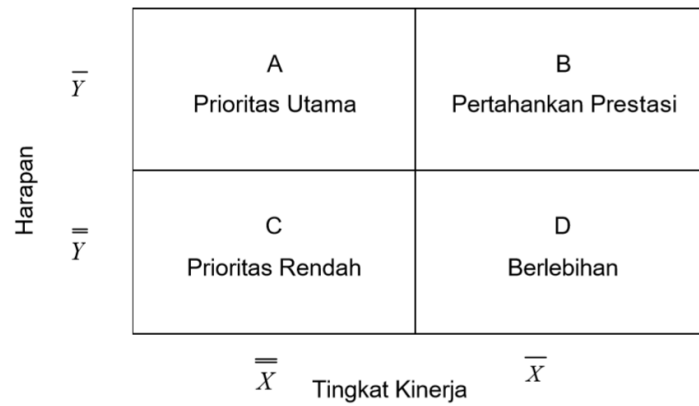 A
Prioritas Utama
B
Pertahankan Prestasi
Y̅
Harapan
C
Prioritas Rendah
D
Berlebihan
Y̿
X̿
Tingkat Kinerja
X̅